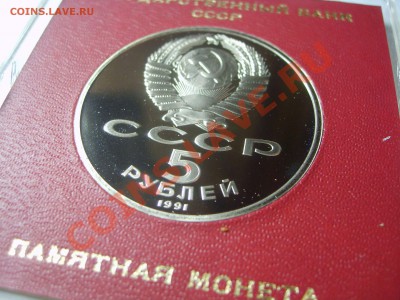 COINS.LAVE.RU
ГОСУДАРСТВЕННЫЙ БАНК
СССР
СССР
5
РУБЛЕЙ
1991
ПАМЯТНАЯ МОНЕТА
COINS.LAVE.RU